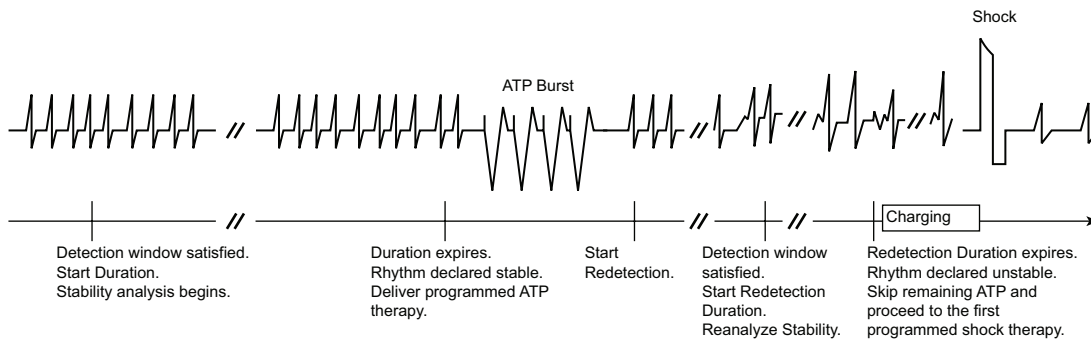 Shock
ATP Burst
Charging
Detection window satisfied.
Start Duration.
Stability analysis begins.
Duration expires.
Rhythm declared stable.
Deliver programmed ATP
therapy.
Start
Redetection.
Detection window
satisfied.
Start Redetection
Duration.
Reanalyze Stability.
Redetection Duration expires.
Rhythm declared unstable.
Skip remaining ATP and
proceed to the first
programmed shock therapy.